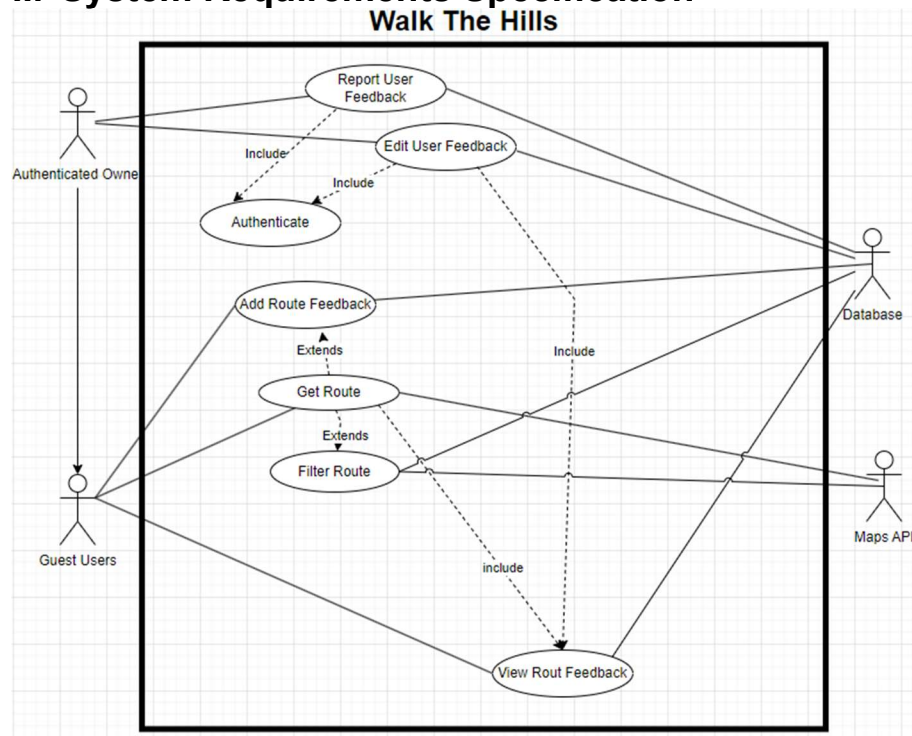 Walk The Hills
Report User
Feedback
Edit User Feedback
Include
Include
Authenticated Owne
Authenticate
Add Route Feedback
Database
Extends
Include
Get Route
Extends
Filter Route
Maps API
Guest Users
include
View Rout Feedback